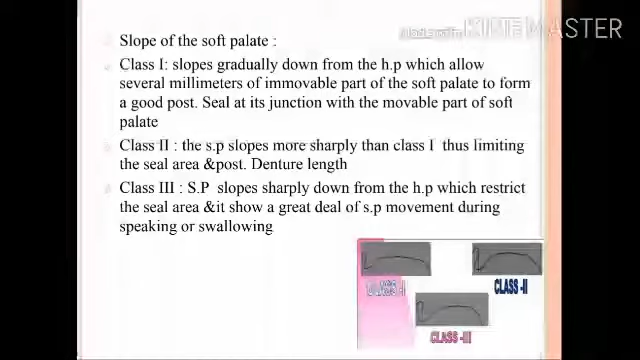 Made with KINEMASTER
Slope of the soft palate :
Class I: slopes gradually down from the h.p which allow
several millimeters of immovable part of the soft palate to form
a good post. Seal at its junction with the movable part of soft
palate
Class II : the s.p slopes more sharply than class I thus limiting
the seal area &post. Denture length
Class III : S.P slopes sharply down from the h.p which restrict
the seal area &it show a great deal of s.p movement during
speaking or swallowing
CLASS -I
CLASS -II
CLASS -III